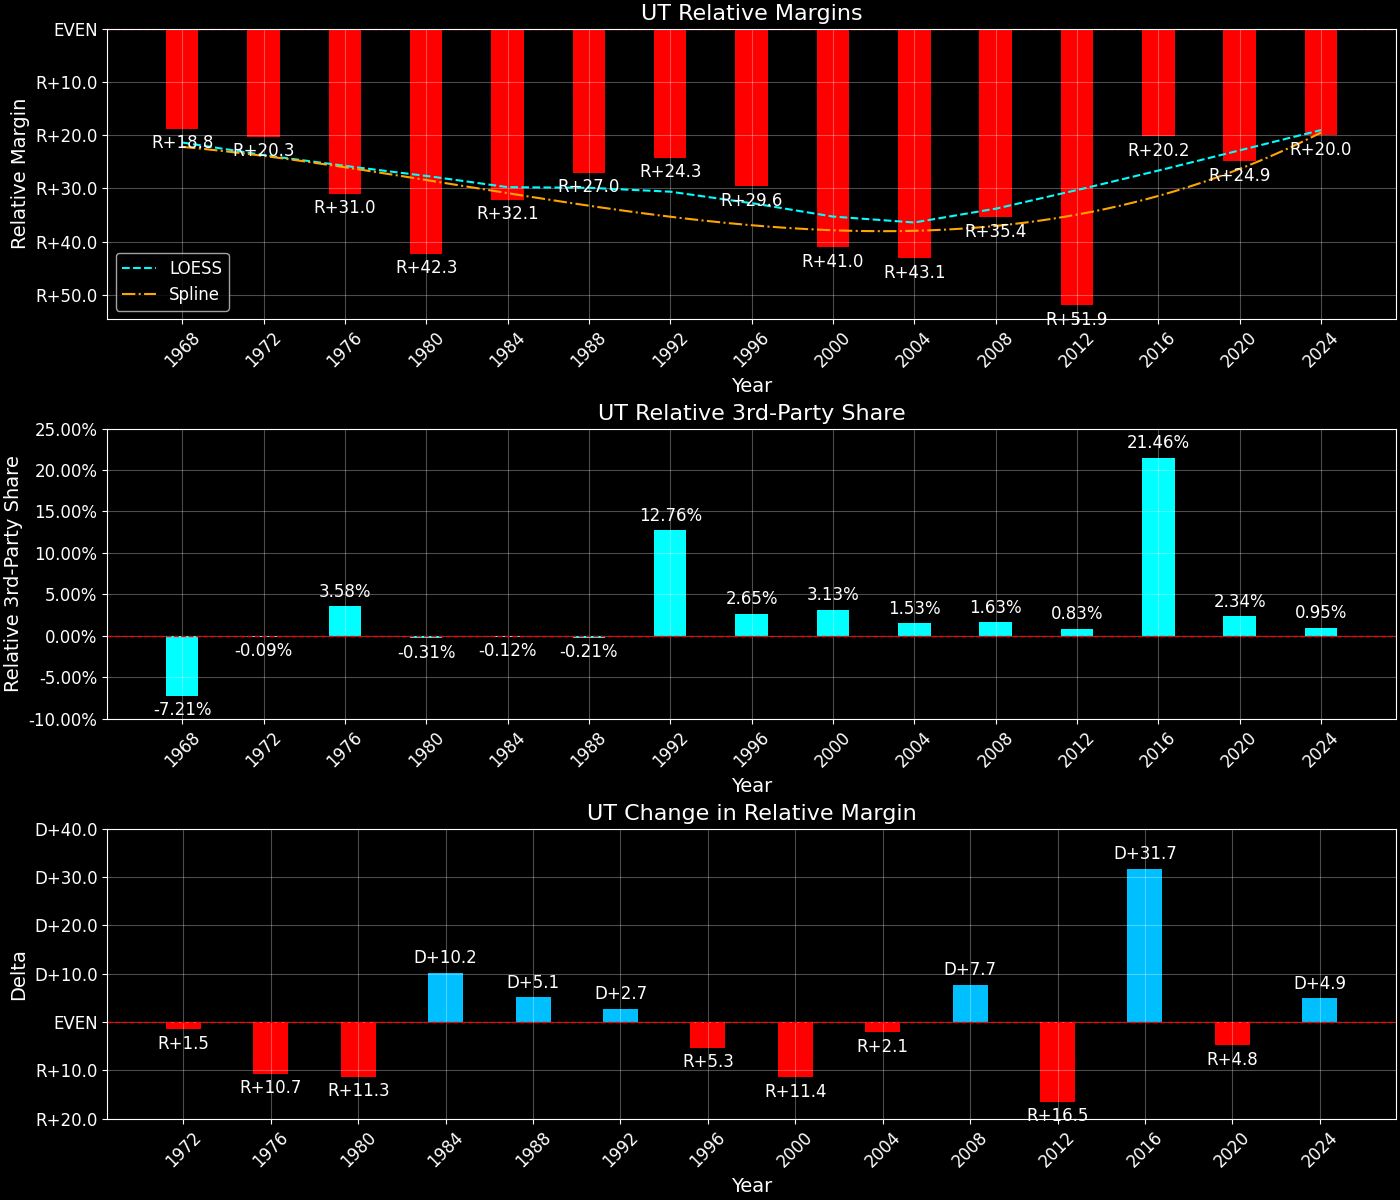 UT Relative Margins
Relative Margin
EVEN
R+10.0
R+20.0
R+30.0
R+40.0
R+50.0
R+18.8 R+20.3 R+31.0 R+42.3 R+32.1 R+27.0 R+24.3 R+29.6 R+41.0 R+43.1 R+35.4 R+51.9 R+20.2 R+24.9 R+20.0
LOESS
Spline
1968 1972 1976 1980 1984 1988 1992 1996 2000 2004 2008 2012 2016 2020 2024
Year
UT Relative 3rd-Party Share
Relative 3rd-Party Share
25.00%
20.00%
15.00%
10.00%
5.00%
0.00%
-5.00%
-10.00%
-7.21% -0.09% 3.58% -0.31% -0.12% -0.21% 12.76% 2.65% 3.13% 1.53% 1.63% 0.83% 21.46% 2.34% 0.95%
1968 1972 1976 1980 1984 1988 1992 1996 2000 2004 2008 2012 2016 2020 2024
Year
UT Change in Relative Margin
Delta
D+40.0
D+30.0
D+20.0
D+10.0
EVEN
R+10.0
R+20.0
R+1.5 R+10.7 R+11.3 D+10.2 D+5.1 D+2.7 R+5.3 R+11.4 R+2.1 D+7.7 R+16.5 D+31.7 R+4.8 D+4.9
1972 1976 1980 1984 1988 1992 1996 2000 2004 2008 2012 2016 2020 2024
Year